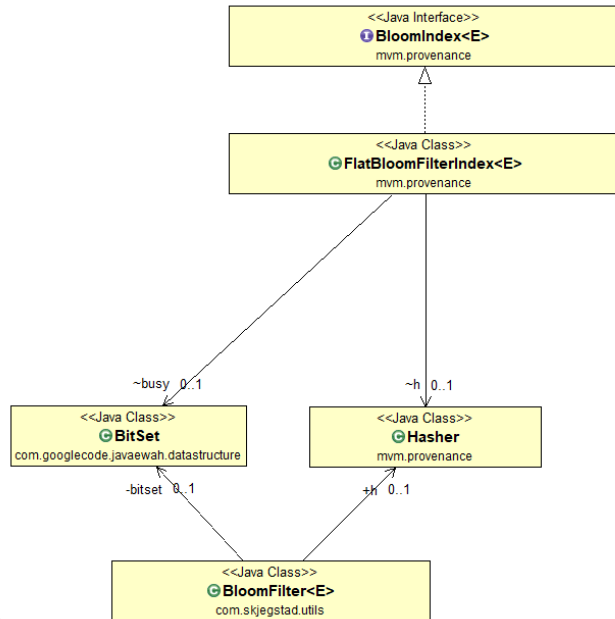 <<Java Interface>>
BloomIndex<E>
mvm.provenance
<<Java Class>>
FlatBloomFilterIndex<E>
mvm.provenance
~busy 0..1
~h 0..1
<<Java Class>>
BitSet
com.googlecode.javaewah.datastructure
<<Java Class>>
Hasher
mvm.provenance
-bitset 0..1
+h 0..1
<<Java Class>>
BloomFilter<E>
com.skjegstad.utils